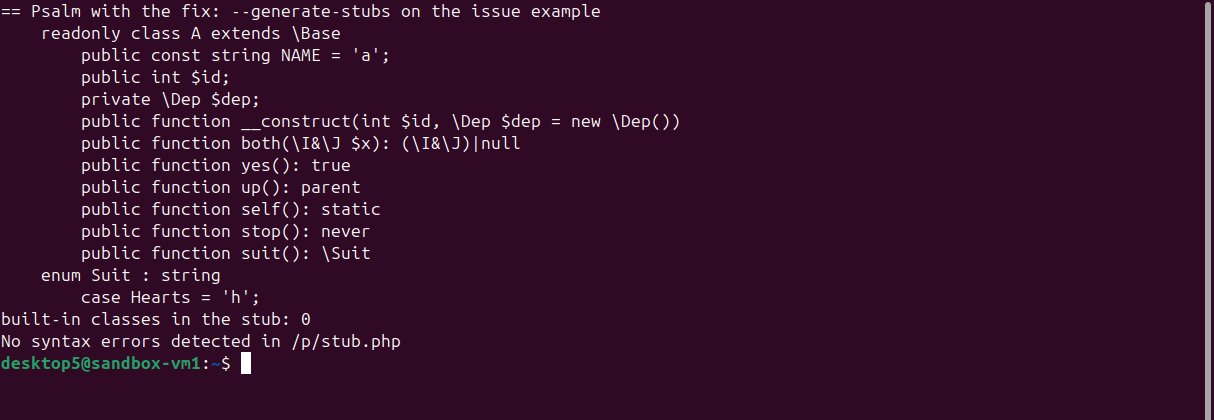 == Psalm with the fix: --generate-stubs on the issue example
    readonly class A extends \Base
        public const string NAME = 'a';
        public int $id;
        private \Dep $dep;
        public function __construct(int $id, \Dep $dep = new \Dep())
        public function both(\I&\J $x): (\I&\J)|null
        public function yes(): true
        public function up(): parent
        public function self(): static
        public function stop(): never
        public function suit(): \Suit
    enum Suit : string
        case Hearts = 'h';
built-in classes in the stub: 0
No syntax errors detected in /p/stub.php
desktop5@sandbox-vm1:~$